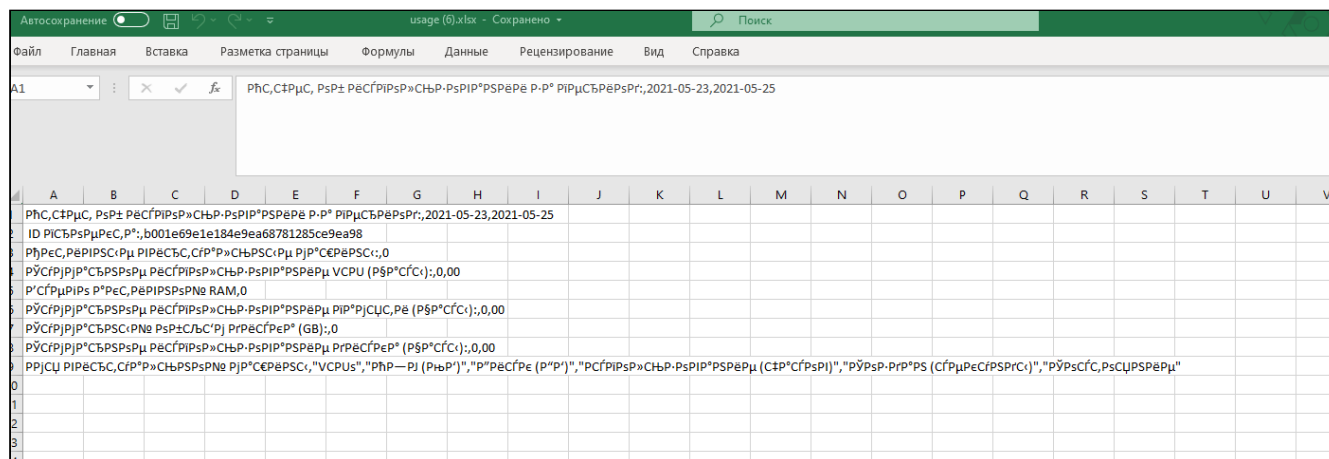 Автосохранение usage (6).xlsx - Сохранено Поиск
Файл Главная Вставка Разметка страницы Формулы Данные Рецензирование Вид Справка
A1 fx РћС‚С‡РµС‚ РѕР± РёСЃРїРѕР»СЊР·РѕРІР°РЅРёРё Р·Р° РїРµСЂРёРѕРґ:,2021-05-23,2021-05-25
A B C D E F G H I J K L M N O P Q R S T U V
РћС‚С‡РµС‚ РѕР± РёСЃРїРѕР»СЊР·РѕРІР°РЅРёРё Р·Р° РїРµСЂРёРѕРґ:,2021-05-23,2021-05-25
ID РїСЂРѕРµРєС‚Р°:,b001e69e1e184e9ea68781285ce9ea98
РђРєС‚РёРІРЅС‹Рµ РІРёСЂС‚СѓР°Р»СЊРЅС‹Рµ РјР°С€РёРЅС‹:,0
РЎСѓРјРјР°СЂРЅРѕРµ РёСЃРїРѕР»СЊР·РѕРІР°РЅРёРµ VCPU (Р§Р°СЃС‹):,0,00
Р'СЃРµРіРѕ Р°РєС‚РёРІРЅРѕР№ RAM,0
РЎСѓРјРјР°СЂРЅРѕРµ РёСЃРїРѕР»СЊР·РѕРІР°РЅРёРµ РїР°РјСЏС‚Рё (Р§Р°СЃС‹):,0,00
РЎСѓРјРјР°СЂРЅС‹Р№ РѕР±СЉС'Рј РґРёСЃРєР° (GB):,0
РЎСѓРјРјР°СЂРЅРѕРµ РёСЃРїРѕР»СЊР·РѕРІР°РЅРёРµ РґРёСЃРєР° (Р§Р°СЃС‹):,0,00
РРјСЏ РІРёСЂС‚СѓР°Р»СЊРЅРѕР№ РјР°С€РёРЅС‹,"VCPUs","РћР—РЈ (РњР')","Р”РёСЃРє (Р“Р')","РСЃРїРѕР»СЊР·РѕРІР°РЅРёРµ (С‡Р°СЃРѕРІ)","РЎРѕР·РґР°РЅ (СЃРµРєСѓРЅРґС‹)","РЎРѕСЃС‚РѕСЏРЅРёРµ"